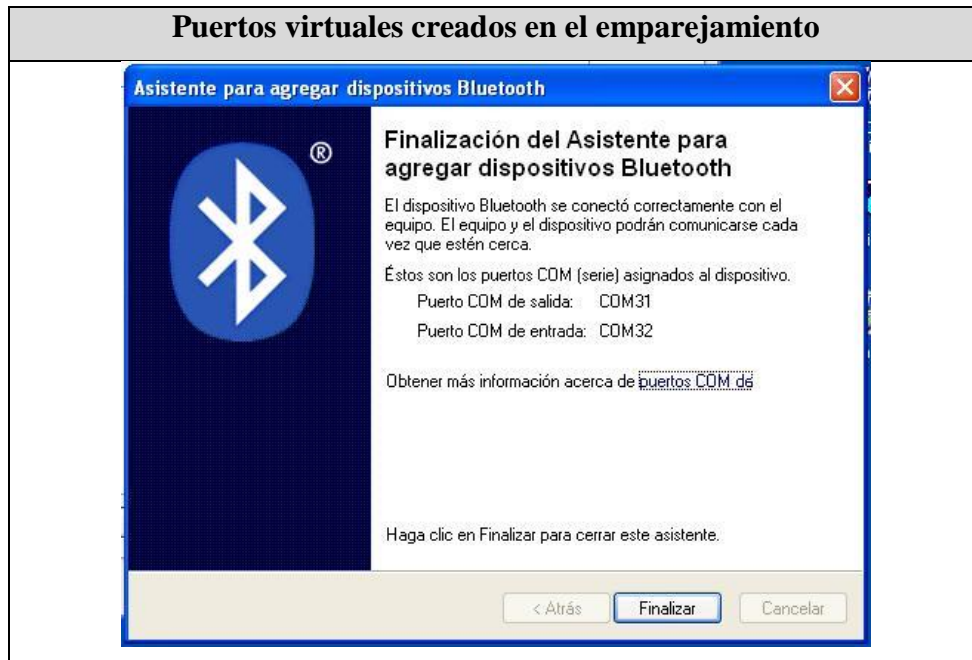 Puertos virtuales creados en el emparejamiento
Asistente para agregar dispositivos Bluetooth
®
Finalización del Asistente para
agregar dispositivos Bluetooth
El dispositivo Bluetooth se conectó correctamente con el
equipo. El equipo y el dispositivo podrán comunicarse cada
vez que estén cerca.
Éstos son los puertos COM (serie) asignados al dispositivo.
Puerto COM de salida: COM31
Puerto COM de entrada: COM32
Obtener más información acerca de puertos COM de
Haga clic en Finalizar para cerrar este asistente.
< Atrás Finalizar Cancelar